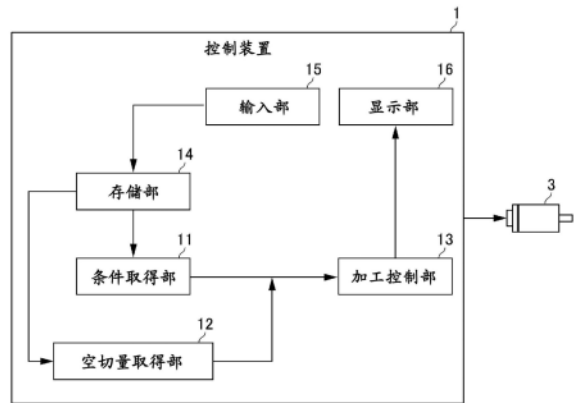 1
控制装置
15
输入部
16
显示部
14
存储部
3
11
条件取得部
13
加工控制部
12
空切量取得部